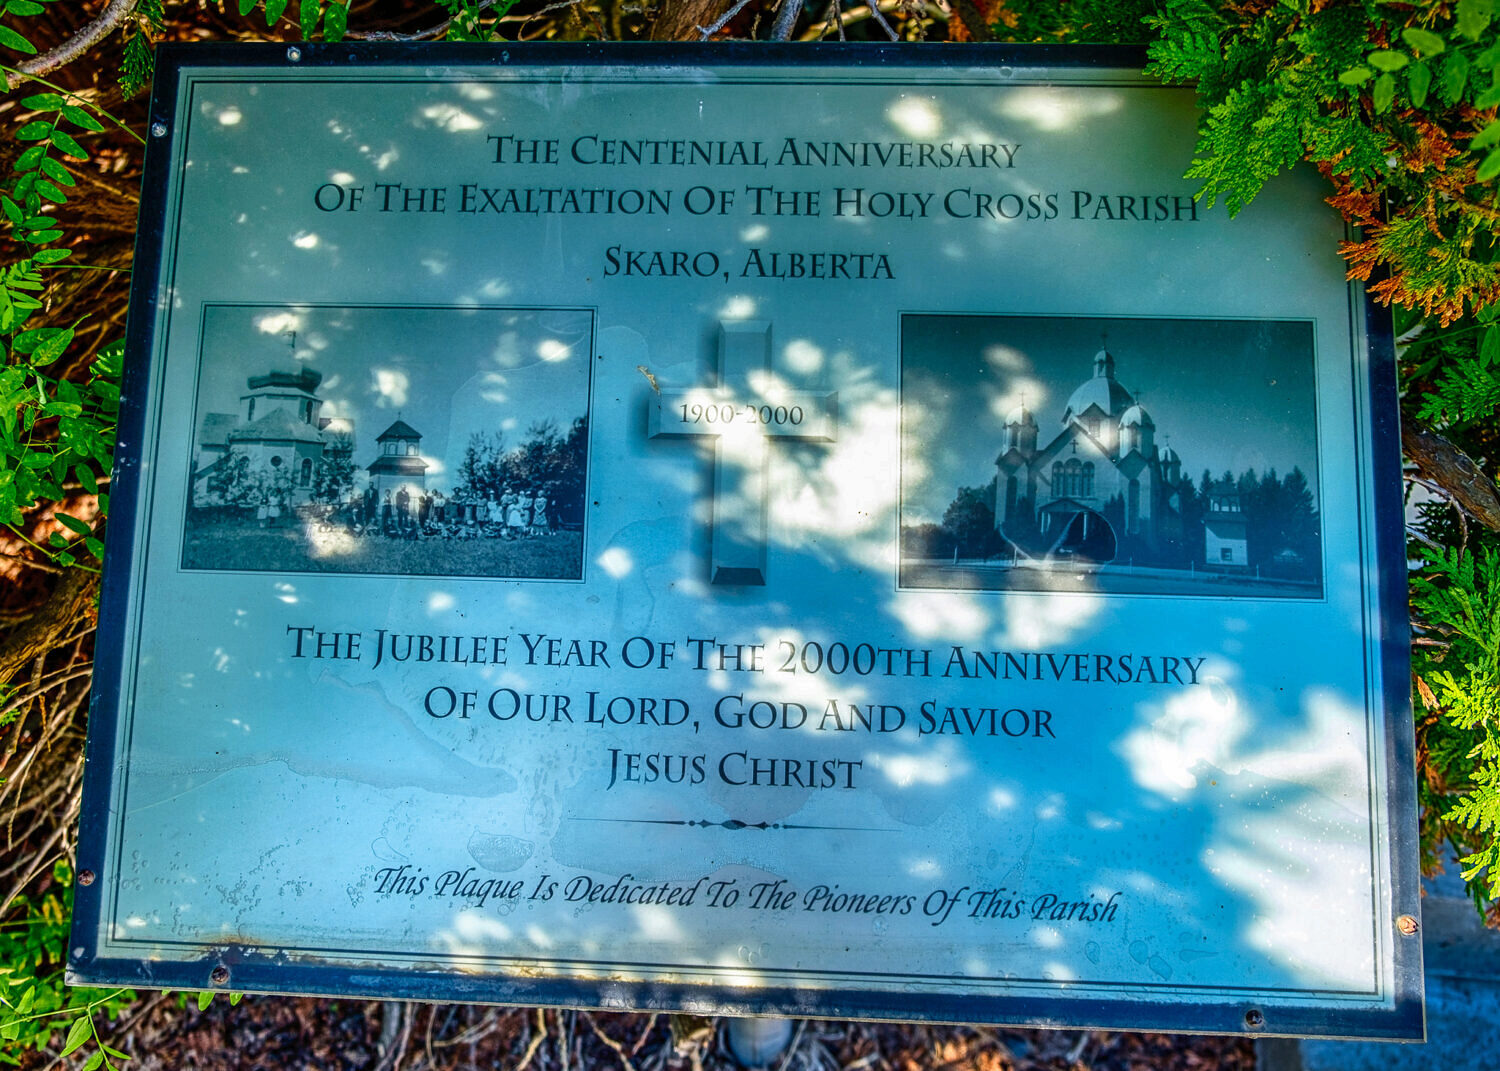 The Centenial Anniversary
Of The Exaltation Of The Holy Cross Parish
Skaro, Alberta
1900-2000
The Jubilee Year Of The 2000th Anniversary
Of Our Lord, God And Savior
Jesus Christ
This Plaque Is Dedicated To The Pioneers Of This Parish